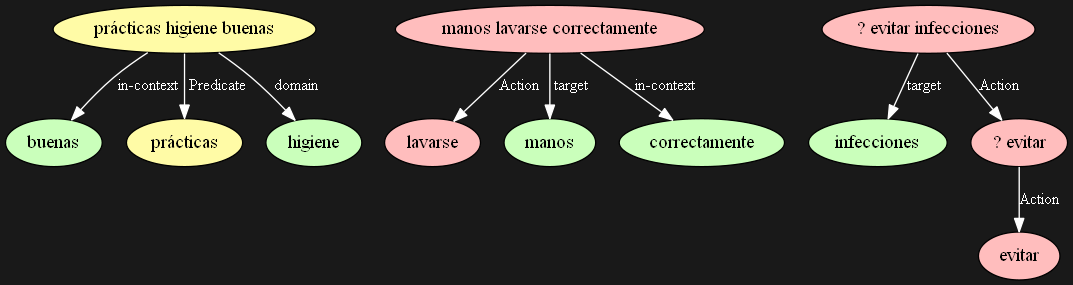 prácticas higiene buenas
manos lavarse correctamente
? evitar infecciones
in-context
Predicate
domain
Action
target
in-context
target
Action
buenas
prácticas
higiene
lavarse
manos
correctamente
infecciones
? evitar
Action
evitar